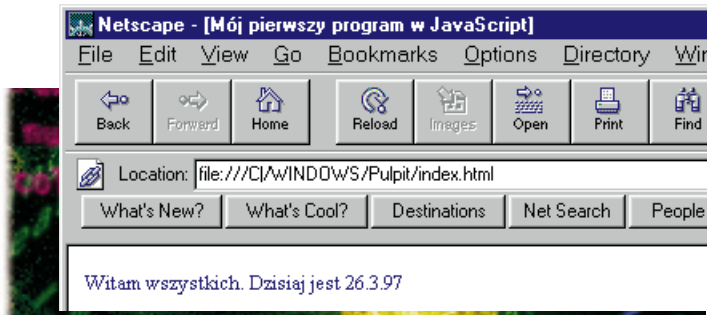 Netscape - [Mój pierwszy program w JavaScript]
File Edit View Go Bookmarks Options Directory
Back Forward Home Reload Images Open Print Find
Location: file:///C|/WINDOWS/Pulpit/index.html
What's New? What's Cool? Destinations Net Search People
Witam wszystkich. Dzisiaj jest 26.3.97